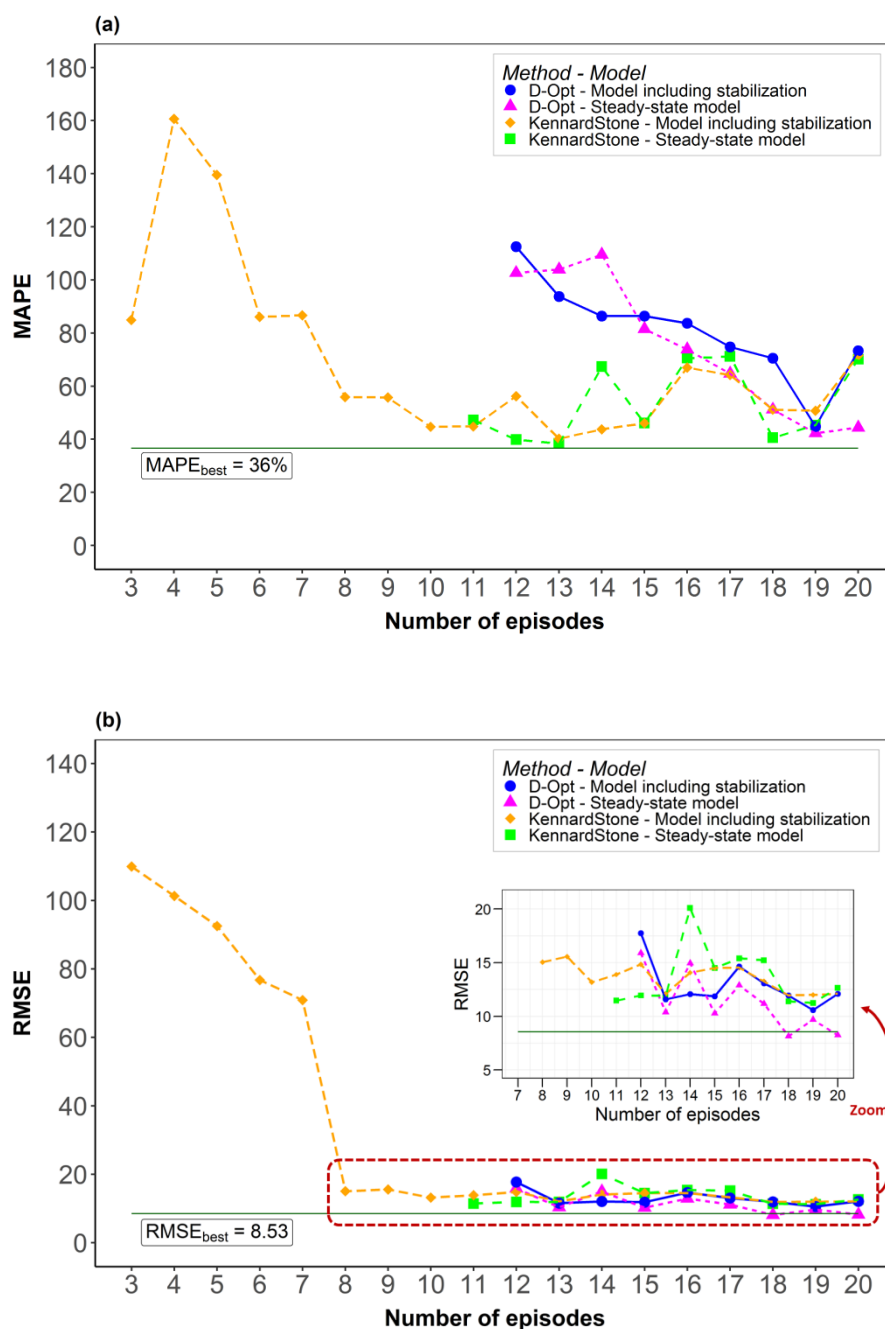 (a)
180
160
140
120
100
80
60
40
20
0
MAPE
Method - Model
D-Opt - Model including stabilization
D-Opt - Steady-state model
KennardStone - Model including stabilization
KennardStone - Steady-state model
MAPEbest = 36%
3 4 5 6 7 8 9 10 11 12 13 14 15 16 17 18 19 20
Number of episodes
(b)
140
120
100
80
60
40
20
0
RMSE
Method - Model
D-Opt - Model including stabilization
D-Opt - Steady-state model
KennardStone - Model including stabilization
KennardStone - Steady-state model
20
15
10
5
RMSE
7 8 9 10 11 12 13 14 15 16 17 18 19 20
Number of episodes
Zoom
RMSEbest = 8.53
3 4 5 6 7 8 9 10 11 12 13 14 15 16 17 18 19 20
Number of episodes